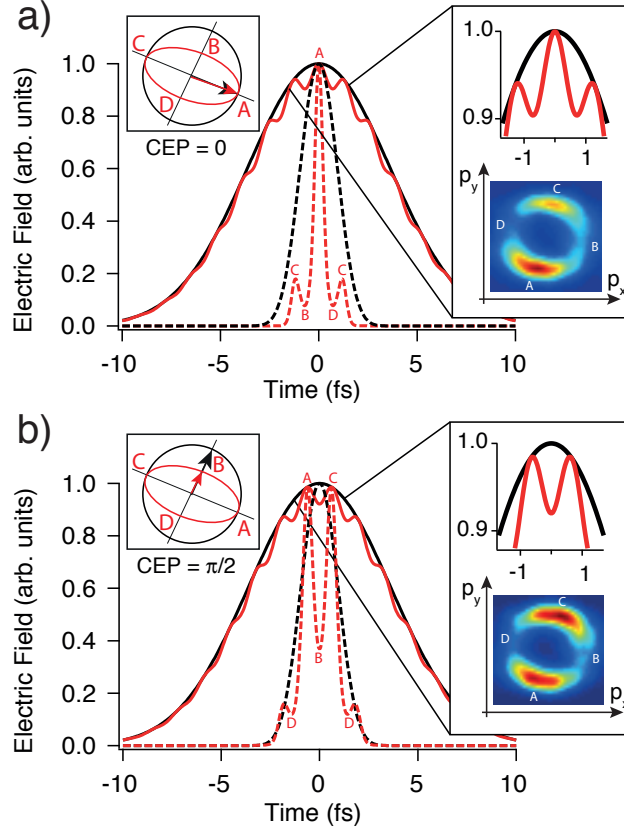 a)
C
B
D
A
CEP = 0
Electric Field (arb. units)
1.0
0.8
0.6
0.4
0.2
0.0
A
C
C
B
D
-10
-5
0
5
10
Time (fs)
1.0
0.9
-1
1
py
C
D
B
A
px
b)
C
B
D
A
CEP = π/2
Electric Field (arb. units)
1.0
0.8
0.6
0.4
0.2
0.0
A
C
B
D
D
-10
-5
0
5
10
Time (fs)
1.0
0.9
-1
1
py
C
D
B
A